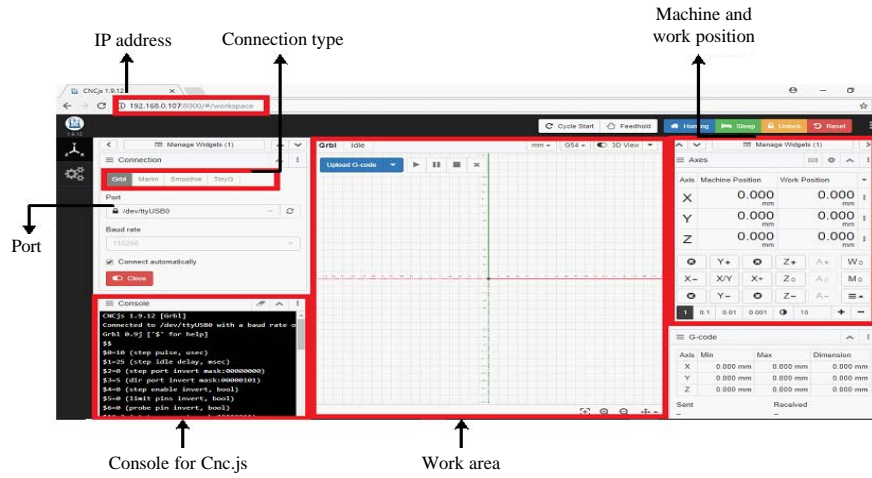 Machine and
work position
IP address
Connection type
CNCjs 1.9.12
192.168.0.107:8000/#/workspace
1.9.12
Cycle Start
Feedhold
Homing
Sleep
Unlock
Reset
Manage Widgets (1)
Connection
Grbl Marlin Smoothie TinyG
Port
/dev/ttyUSB0
Baud rate
115200
Connect automatically
Close
Port
Console
CNCjs 1.9.12 [Grbl]
Connected to /dev/ttyUSB0 with a baud rate o
Grbl 0.9j ['$' for help]
$$
$0=10 (step pulse, usec)
$1=25 (step idle delay, msec)
$2=0 (step port invert mask:00000000)
$3=5 (dir port invert mask:00000101)
$4=0 (step enable invert, bool)
$5=0 (limit pins invert, bool)
$6=0 (probe pin invert, bool)
Grbl Idle
mm G54 3D View
Upload G-code
Manage Widgets (1)
Axes
Axis Machine Position Work Position
X 0.000 mm 0.000 mm
Y 0.000 mm 0.000 mm
Z 0.000 mm 0.000 mm
Y+ Z+ A+ W0
X- X/Y X+ Z0 A0 M0
Y- Z- A-
1 0.1 0.01 0.001 10 + -
G-code
Axis Min Max Dimension
X 0.000 mm 0.000 mm 0.000 mm
Y 0.000 mm 0.000 mm 0.000 mm
Z 0.000 mm 0.000 mm 0.000 mm
Sent Received
– –
Console for Cnc.js
Work area